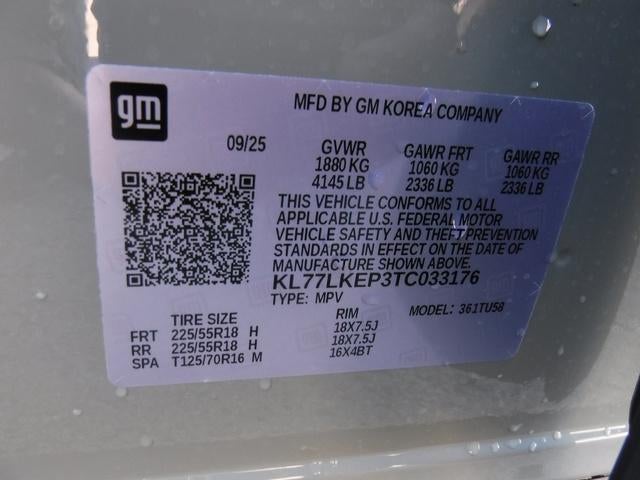 gm
MFD BY GM KOREA COMPANY
09/25 GVWR GAWR FRT GAWR RR
1880 KG 1060 KG 1060 KG
4145 LB 2336 LB 2336 LB
THIS VEHICLE CONFORMS TO ALL
APPLICABLE U.S. FEDERAL MOTOR
VEHICLE SAFETY AND THEFT PREVENTION
STANDARDS IN EFFECT ON THE DATE OF
MANUFACTURE SHOWN ABOVE.
KL77LKEP3TC033176
TYPE: MPV MODEL: 361TU58
TIRE SIZE RIM
FRT 225/55R18 H 18X7.5J
RR 225/55R18 H 18X7.5J
SPA T125/70R16 M 16X4BT